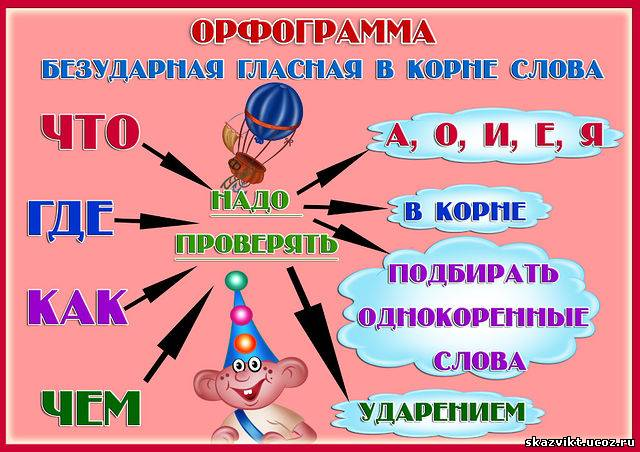 ОРФОГРАММА
БЕЗУДАРНАЯ ГЛАСНАЯ В КОРНЕ СЛОВА
ЧТО
ГДЕ
КАК
ЧЕМ
НАДО
ПРОВЕРЯТЬ
А, О, И, Е, Я
В КОРНЕ
ПОДБИРАТЬ
ОДНОКОРЕННЫЕ
СЛОВА
УДАРЕНИЕМ
skazvikt.ucoz.ru